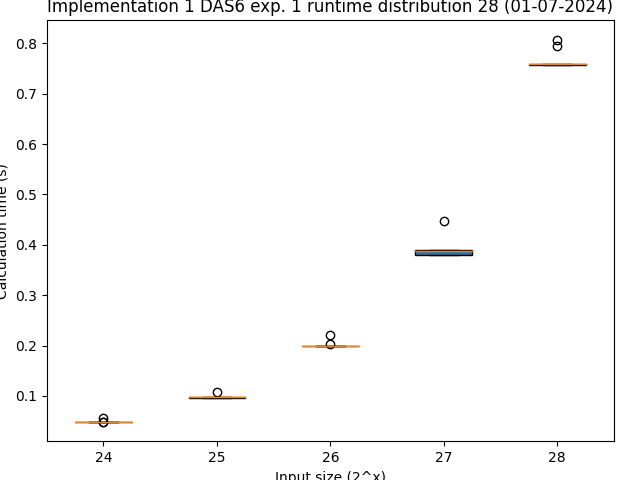 Implementation 1 DAS6 exp. 1 runtime distribution 28 (01-07-2024)
Calculation time (s)
0.8
0.7
0.6
0.5
0.4
0.3
0.2
0.1
24 25 26 27 28
Input size (2^x)